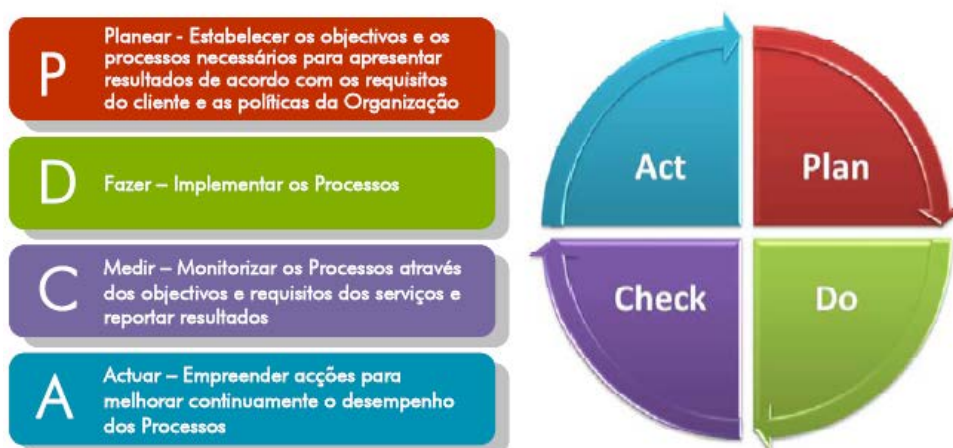 P
Planear - Estabelecer os objectivos e os
processos necessários para apresentar
resultados de acordo com os requisitos
do cliente e as políticas da Organização
D
Fazer – Implementar os Processos
C
Medir – Monitorizar os Processos através
dos objectivos e requisitos dos serviços e
reportar resultados
A
Actuar – Empreender acções para
melhorar continuamente o desempenho
dos Processos
Act
Plan
Check
Do